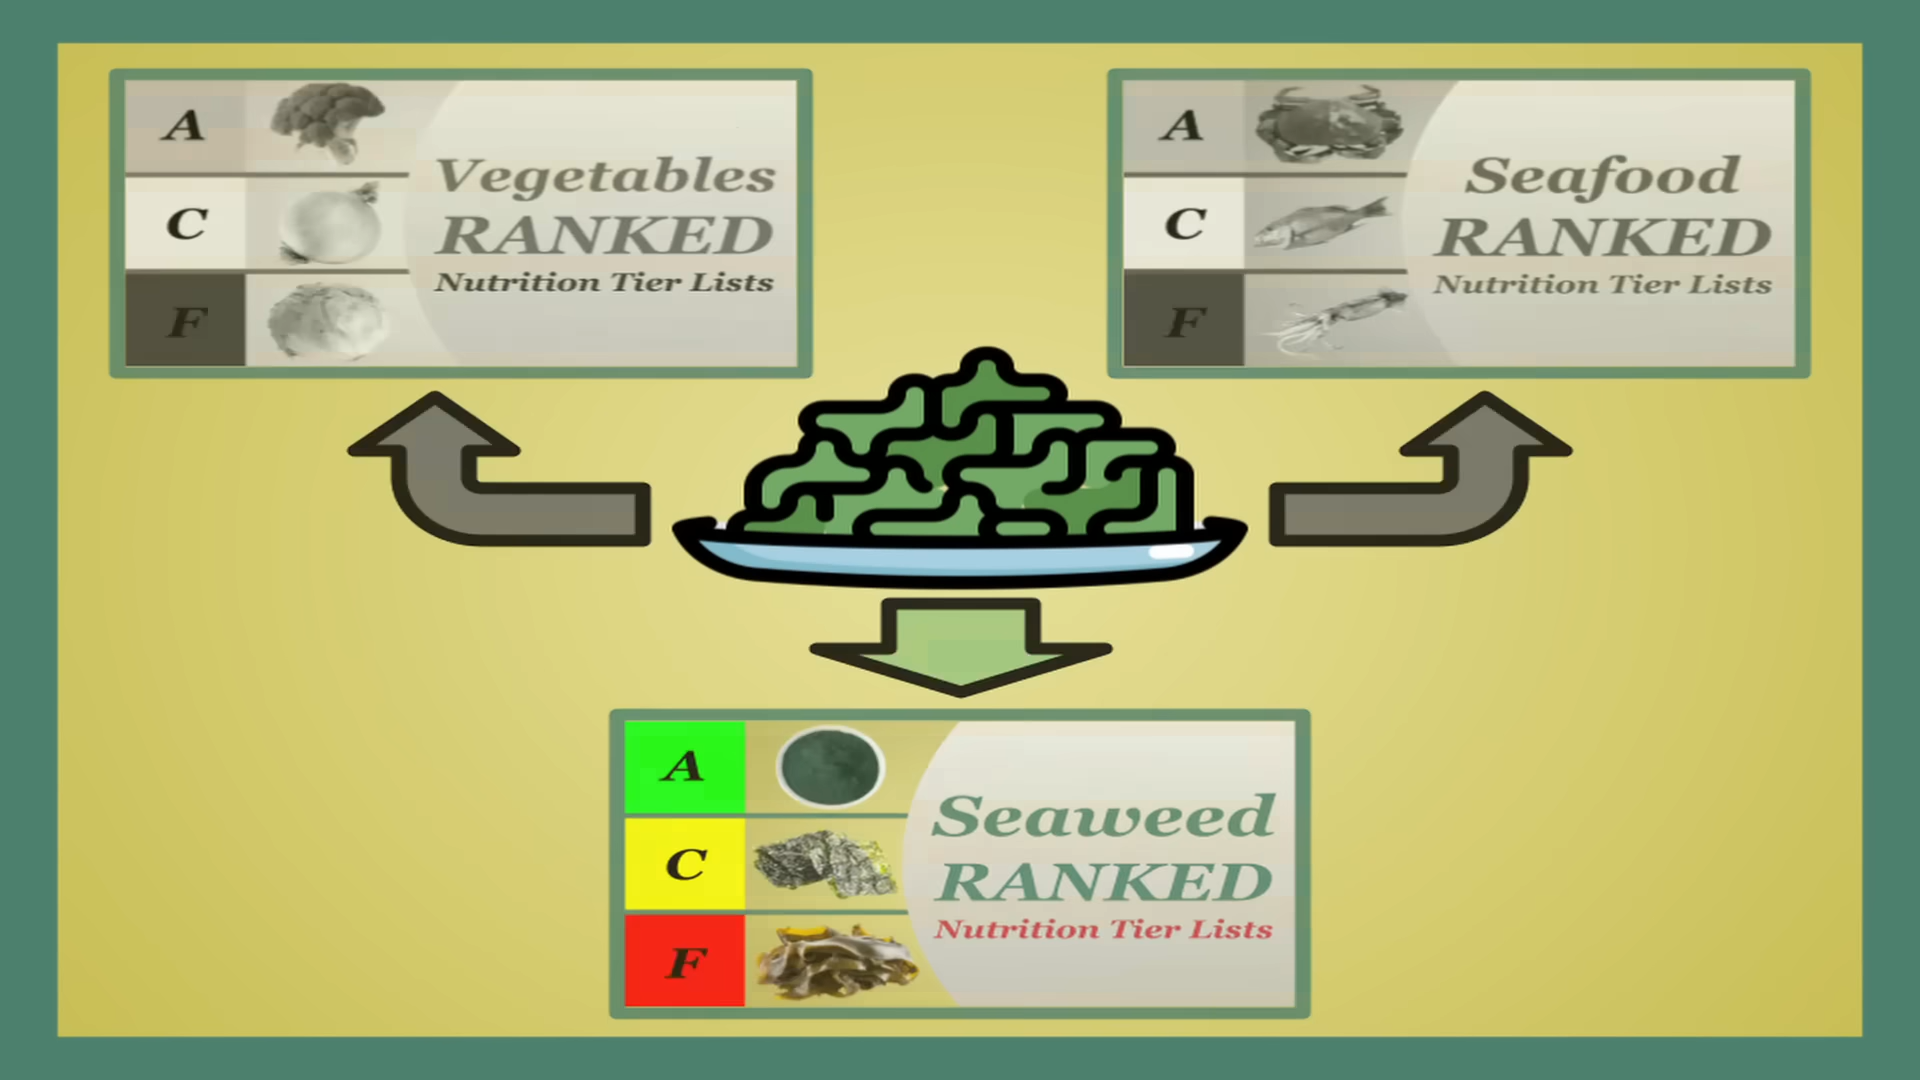 A
C
F
Vegetables
RANKED
Nutrition Tier Lists
A
C
F
Seafood
RANKED
Nutrition Tier Lists
A
C
F
Seaweed
RANKED
Nutrition Tier Lists